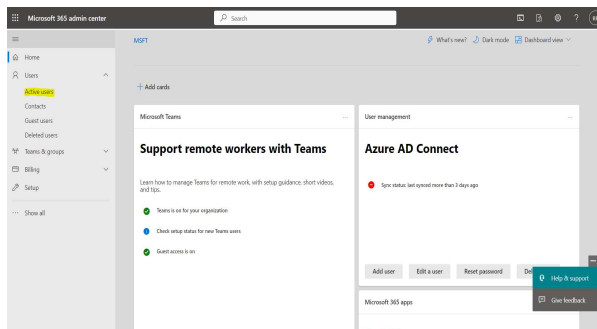 Microsoft 365 admin center
Search
?
MSFT
What's new?
Dark mode
Dashboard view
Home
Users
Active users
Contacts
Guest users
Deleted users
Teams & groups
Billing
Setup
Show all
+ Add cards
Microsoft Teams
Support remote workers with Teams
Learn how to manage Teams for remote work, with setup guidance, short videos,
and tips.
Teams is on for your organization
Check setup status for new Teams users
Guest access is on
User management
Azure AD Connect
Sync status: last synced more than 3 days ago
Add user
Edit a user
Reset password
De
Help & support
Give feedback
Microsoft 365 apps